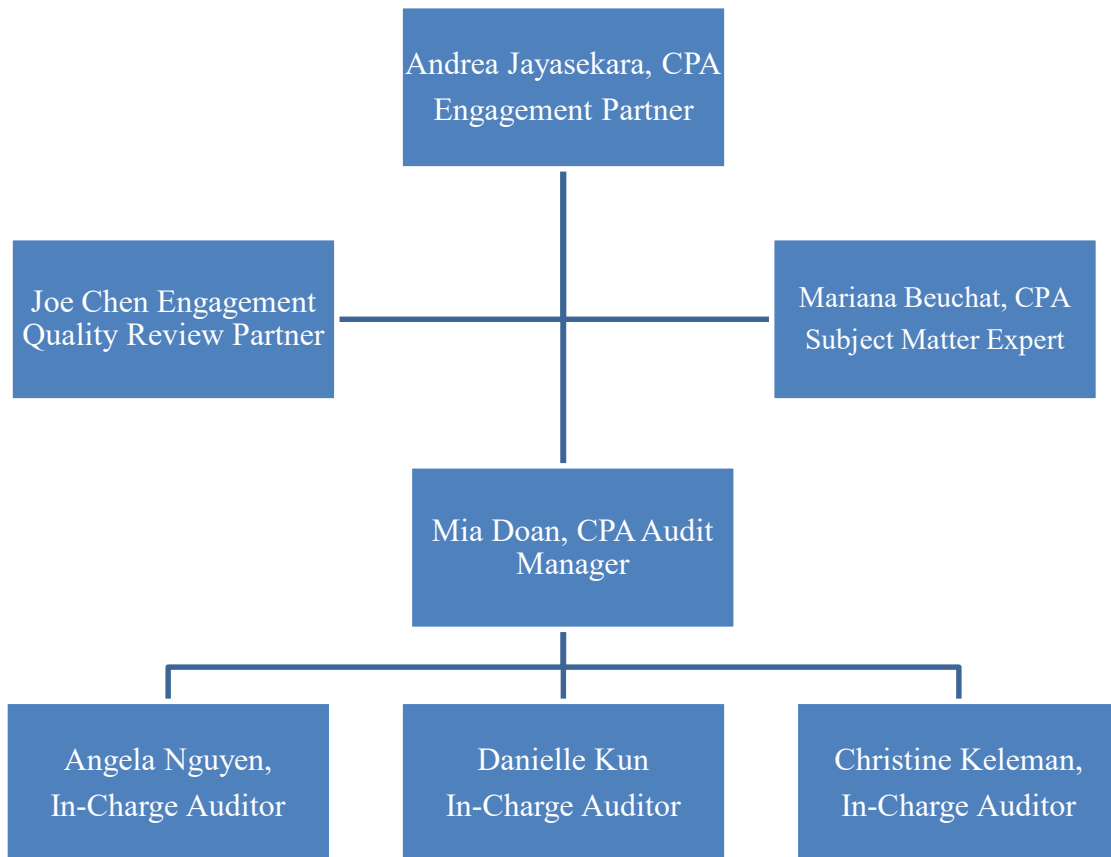 Andrea Jayasekara, CPA
Engagement Partner
Joe Chen Engagement
Quality Review Partner
Mariana Beuchat, CPA
Subject Matter Expert
Mia Doan, CPA Audit
Manager
Angela Nguyen,
In-Charge Auditor
Danielle Kun
In-Charge Auditor
Christine Keleman,
In-Charge Auditor